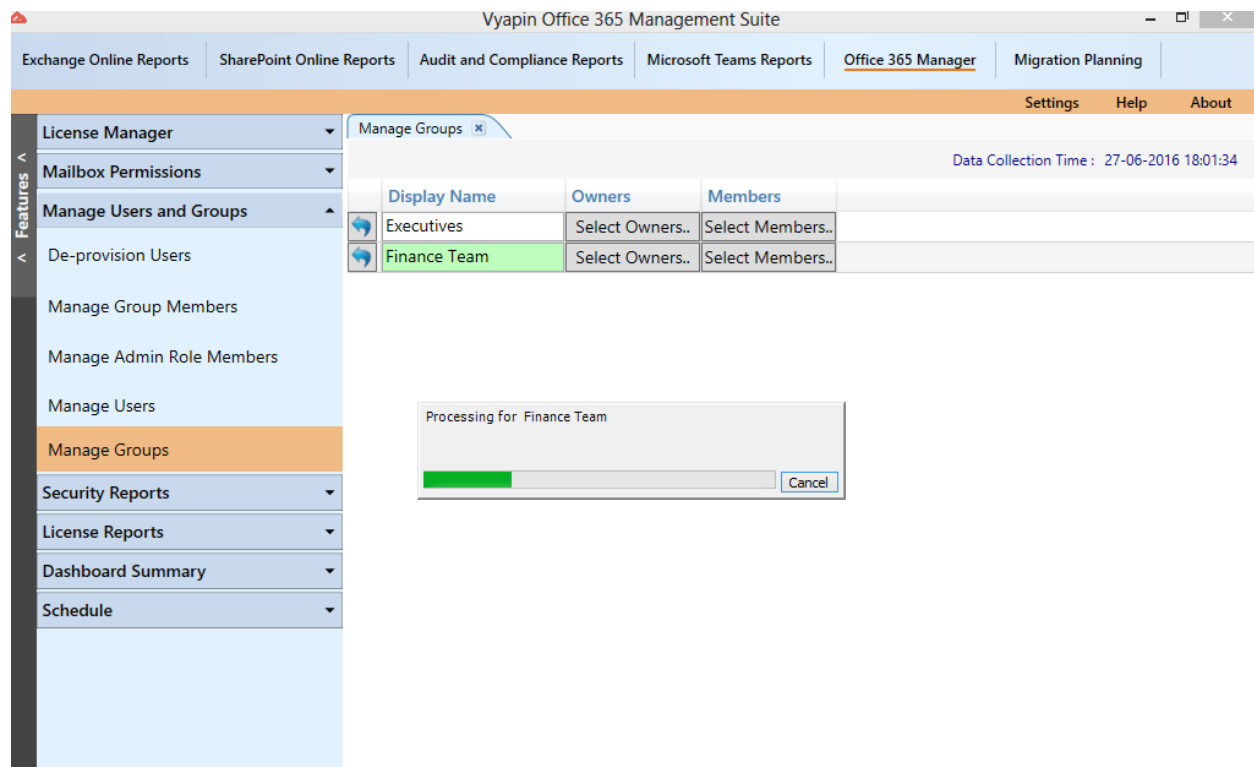 Vyapin Office 365 Management Suite
Exchange Online Reports SharePoint Online Reports Audit and Compliance Reports Microsoft Teams Reports Office 365 Manager Migration Planning
Settings Help About
< Features <
License Manager
Mailbox Permissions
Manage Users and Groups
De-provision Users
Manage Group Members
Manage Admin Role Members
Manage Users
Manage Groups
Security Reports
License Reports
Dashboard Summary
Schedule
Manage Groups
Data Collection Time : 27-06-2016 18:01:34
Display Name Owners Members
Executives Select Owners.. Select Members..
Finance Team Select Owners.. Select Members..
Processing for Finance Team
Cancel